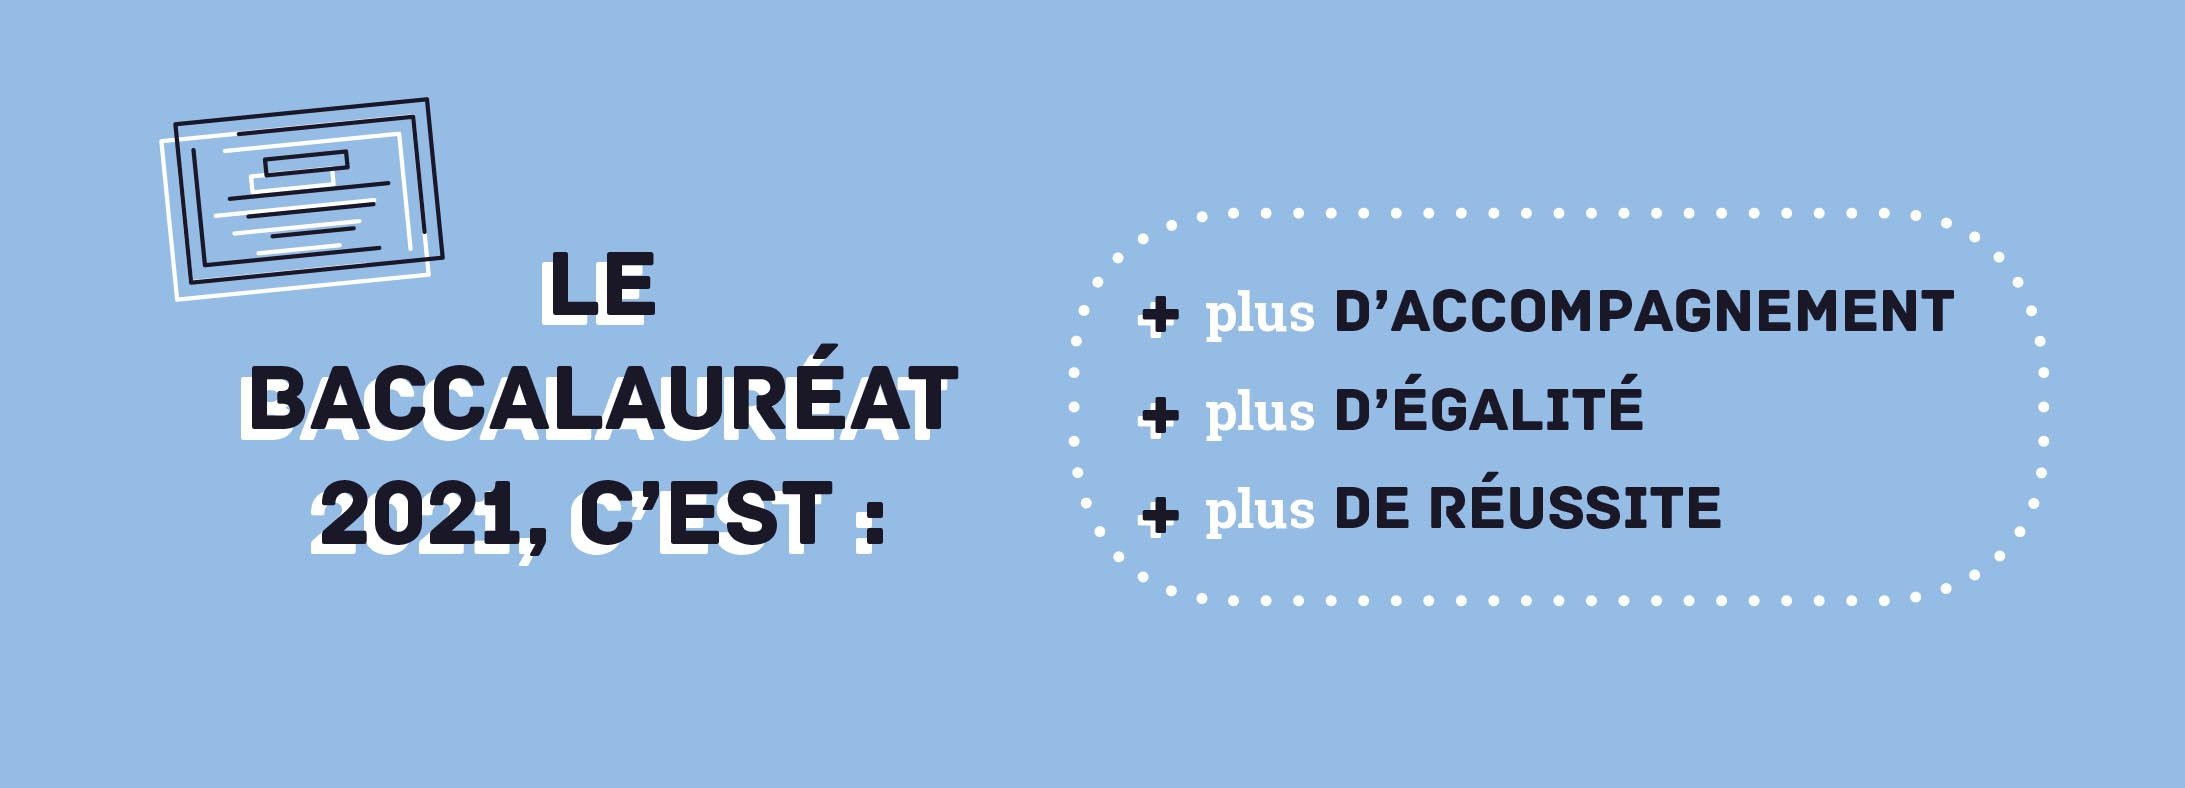 LE
BACCALAURÉAT
2021, C’EST :
+ plus D’ACCOMPAGNEMENT
+ plus D’ÉGALITÉ
+ plus DE RÉUSSITE